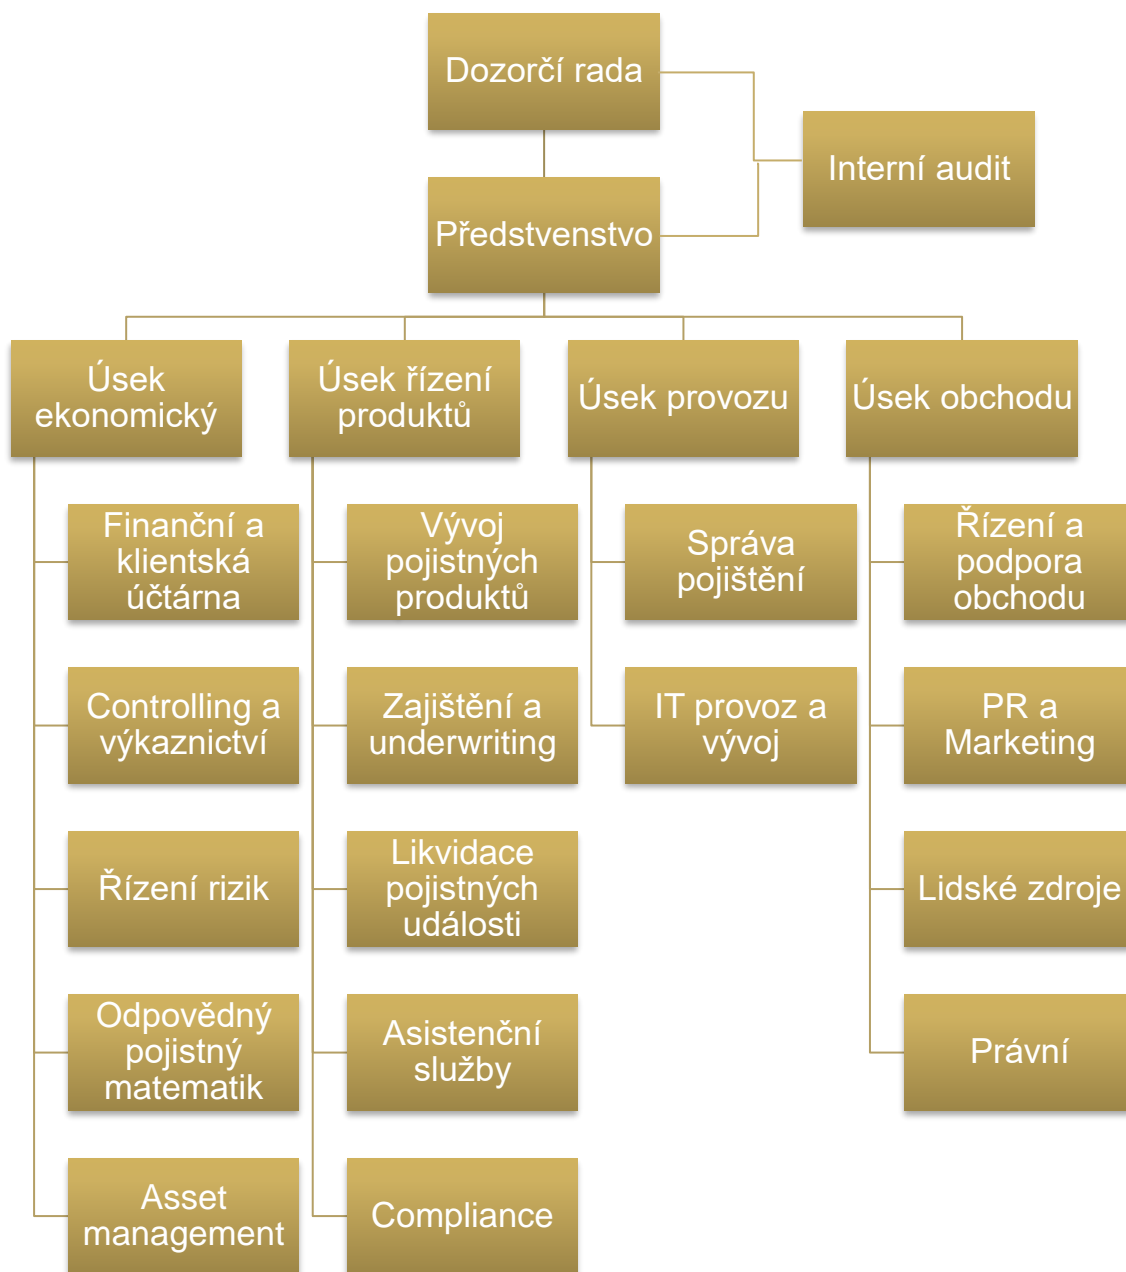 Dozorčí rada
Interní audit
Předstvenstvo
Úsek
ekonomický
Úsek řízení
produktů
Úsek provozu
Úsek obchodu
Finanční a
klientská
účtárna
Vývoj
pojistných
produktů
Správa
pojištění
Řízení a
podpora
obchodu
Controlling a
výkaznictví
Zajištění a
underwriting
IT provoz a
vývoj
PR a
Marketing
Řízení rizik
Likvidace
pojistných
události
Lidské zdroje
Odpovědný
pojistný
matematik
Asistenční
služby
Právní
Asset
management
Compliance